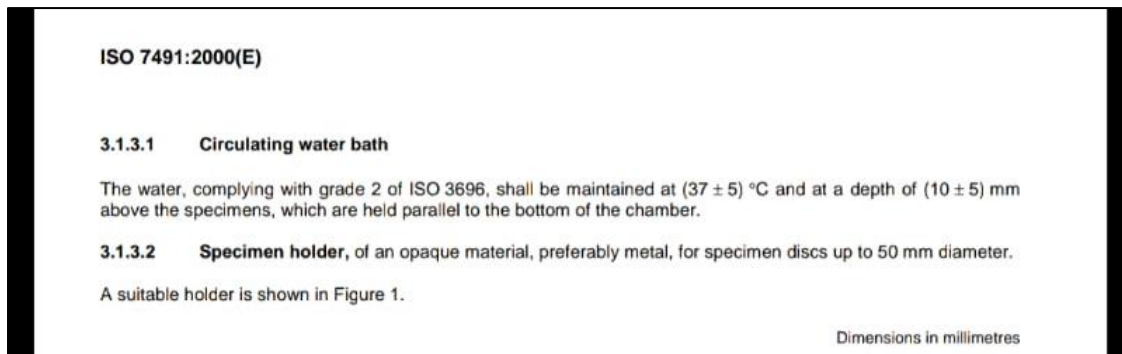 ISO 7491:2000(E)
3.1.3.1 Circulating water bath
The water, complying with grade 2 of ISO 3696, shall be maintained at (37 ± 5) °C and at a depth of (10 ± 5) mm
above the specimens, which are held parallel to the bottom of the chamber.
3.1.3.2 Specimen holder, of an opaque material, preferably metal, for specimen discs up to 50 mm diameter.
A suitable holder is shown in Figure 1.
Dimensions in millimetres